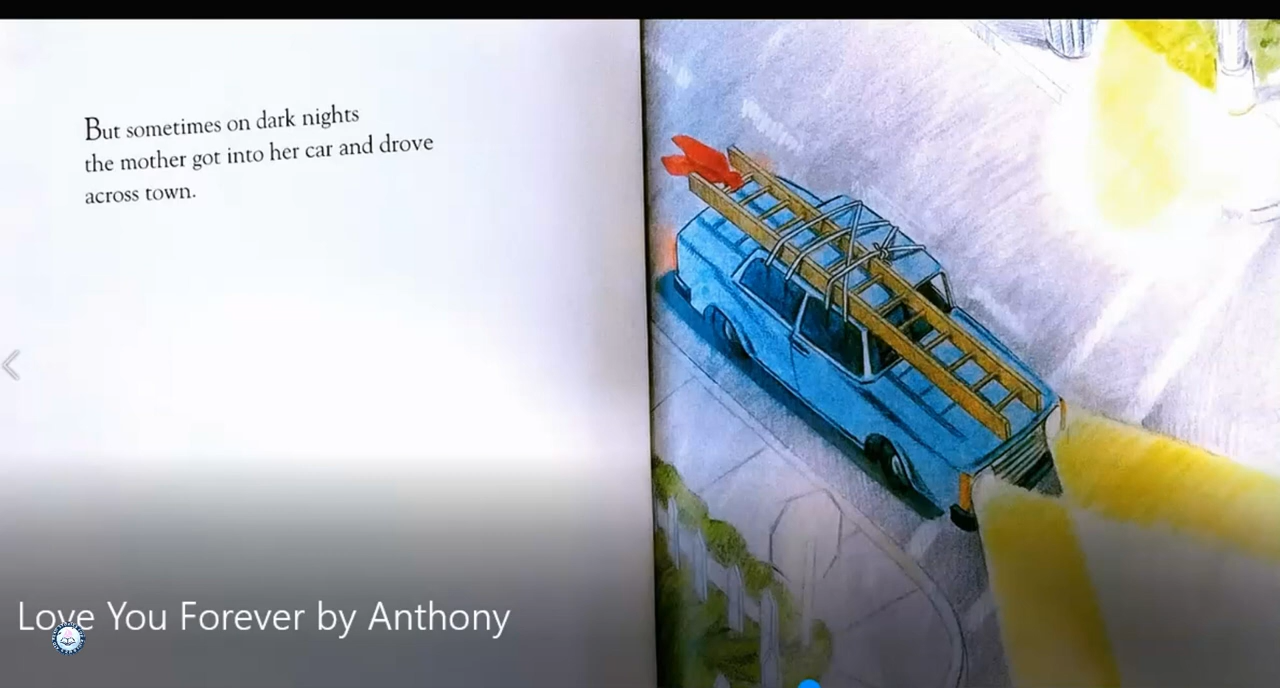 But sometimes on dark nights
the mother got into her car and drove
across town.
Love You Forever by Anthony